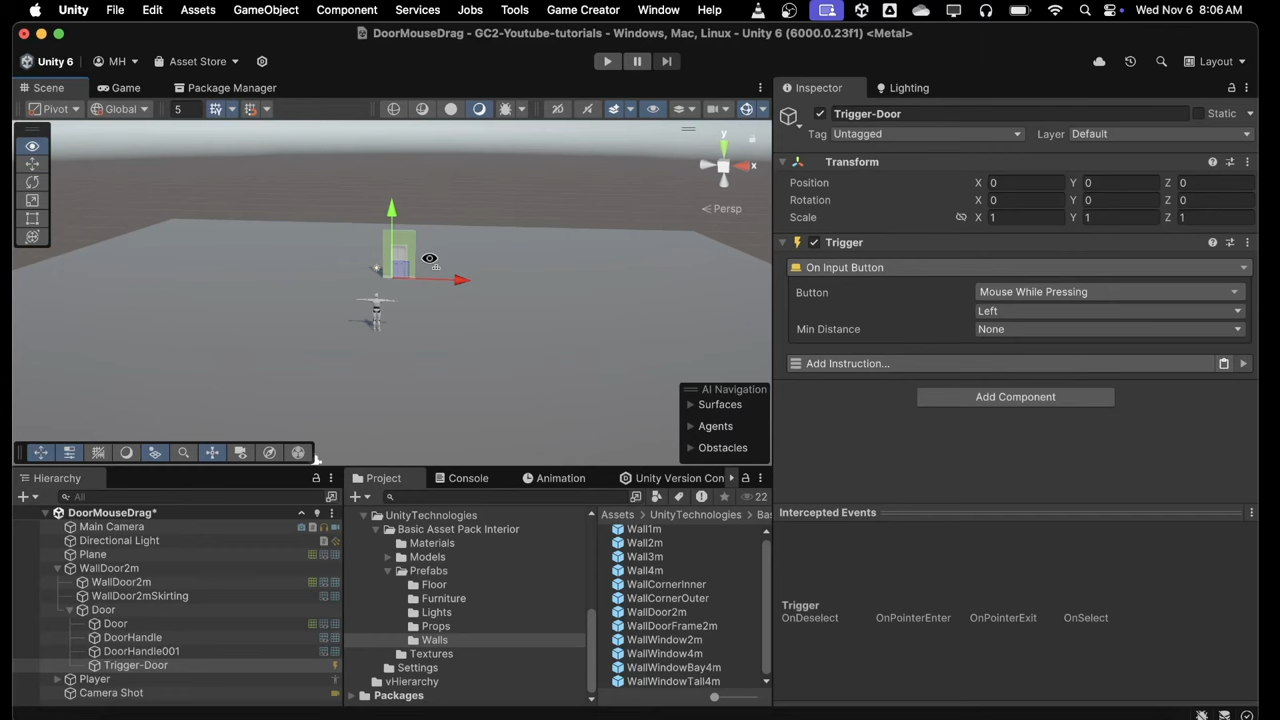 Unity File Edit Assets GameObject Component Services Jobs Tools Game Creator Window Help Wed Nov 6 8:06 AM
DoorMouseDrag - GC2-Youtube-tutorials - Windows, Mac, Linux - Unity 6 (6000.0.23f1) <Metal>
Unity 6 MH Asset Store Layout
Scene Game Package Manager
Inspector Lighting
Pivot Global 5
Trigger-Door Static
Tag Untagged Layer Default
Transform
Position X 0 Y 0 Z 0
Rotation X 0 Y 0 Z 0
Scale X 1 Y 1 Z 1
Trigger
On Input Button
Button Mouse While Pressing
Left
Min Distance None
Add Instruction...
Add Component
y
x
Persp
AI Navigation
Surfaces
Agents
Obstacles
Hierarchy
All
DoorMouseDrag*
Main Camera
Directional Light
Plane
WallDoor2m
WallDoor2m
WallDoor2mSkirting
Door
Door
DoorHandle
DoorHandle001
Trigger-Door
Player
Camera Shot
Project Console Animation Unity Version Con
22
UnityTechnologies
Basic Asset Pack Interior
Materials
Models
Prefabs
Floor
Furniture
Lights
Props
Walls
Textures
Settings
vHierarchy
Packages
Assets UnityTechnologies Ba
Wall1m
Wall2m
Wall3m
Wall4m
WallCornerInner
WallCornerOuter
WallDoor2m
WallDoorFrame2m
WallWindow2m
WallWindow4m
WallWindowBay4m
WallWindowTall4m
Intercepted Events
Trigger
OnDeselect OnPointerEnter OnPointerExit OnSelect